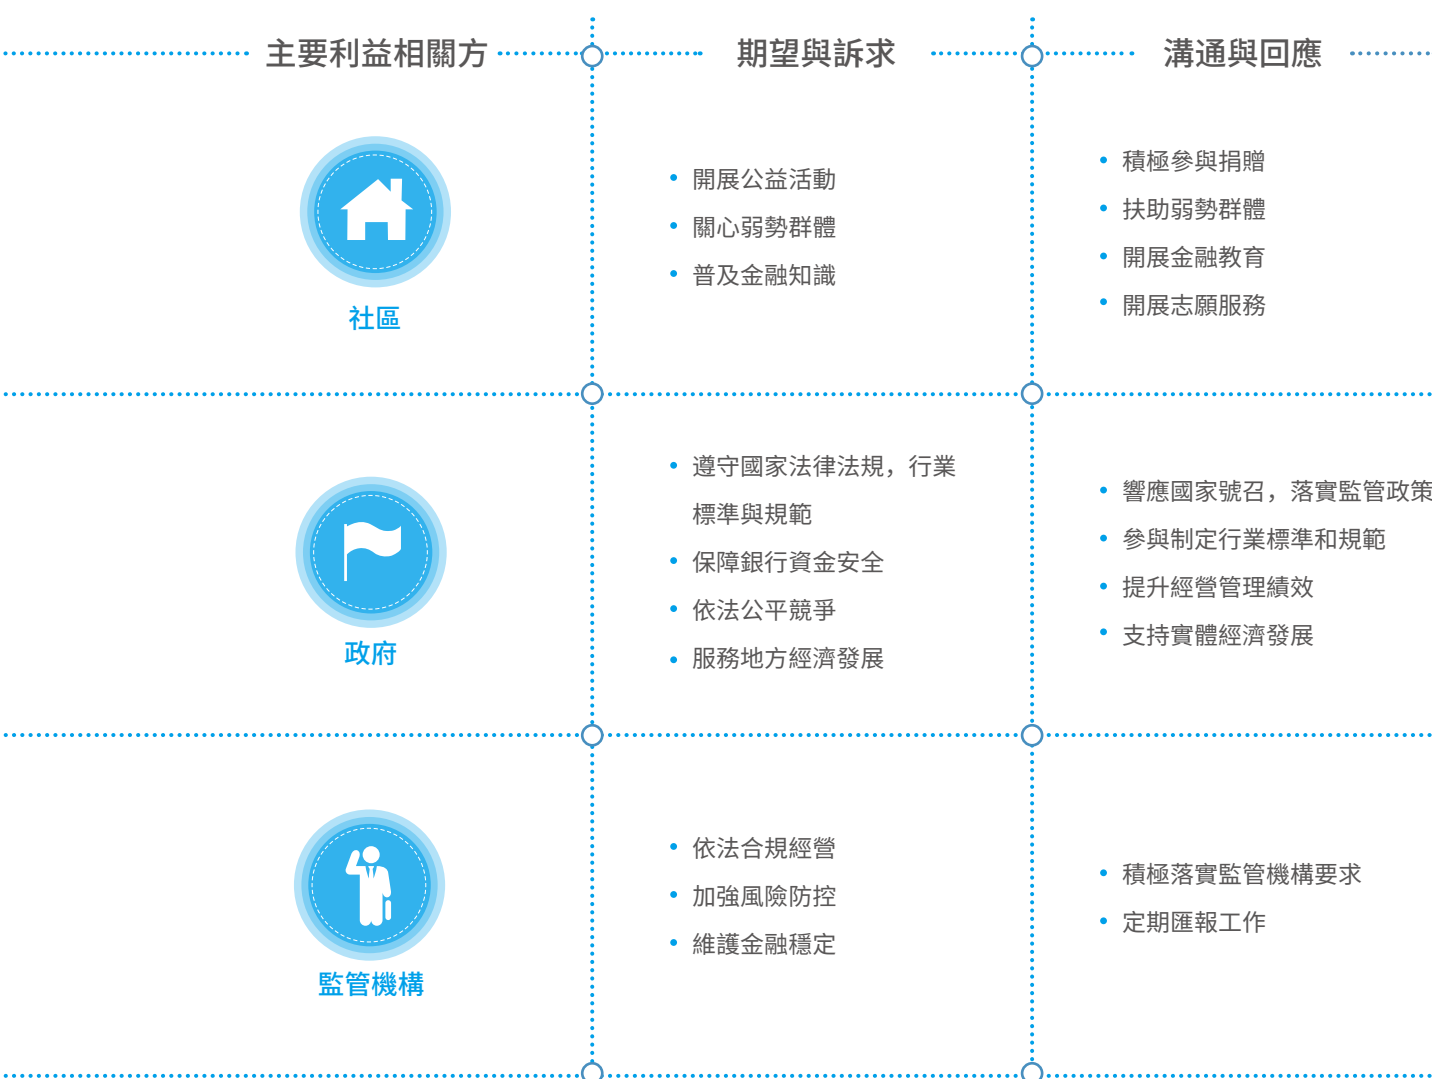 主要利益相關方
期望與訴求
溝通與回應
社區
開展公益活動
關心弱勢群體
普及金融知識
積極參與捐贈
扶助弱勢群體
開展金融教育
開展志願服務
政府
遵守國家法律法規，行業
標準與規範
保障銀行資金安全
依法公平競爭
服務地方經濟發展
響應國家號召，落實監管政策
參與制定行業標準和規範
提升經營管理績效
支持實體經濟發展
監管機構
依法合規經營
加強風險防控
維護金融穩定
積極落實監管機構要求
定期匯報工作